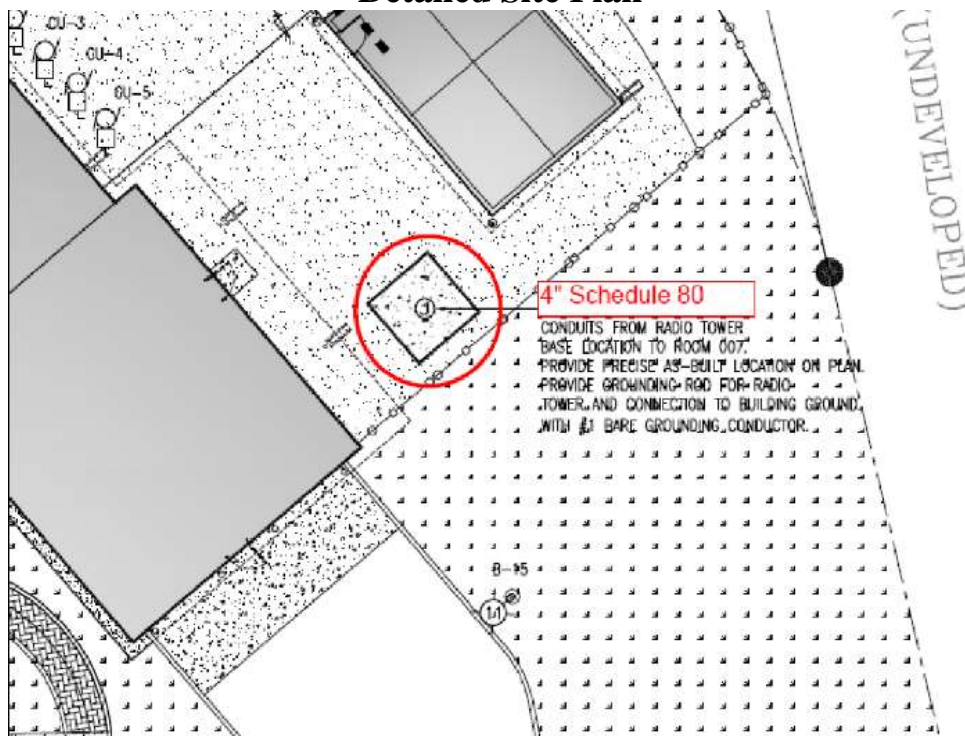 Detailed Site Plan
CU-3
CU-4
CU-5
(UNDEVELOPED)
4" Schedule 80
CONDUITS FROM RADIO TOWER
BASE LOCATION TO ROOM 007.
PROVIDE PRECISE AS-BUILT LOCATION ON PLAN.
PROVIDE GROUNDING ROD FOR RADIO
TOWER AND CONNECTION TO BUILDING GROUND
WITH #1 BARE GROUNDING CONDUCTOR.
B-15
11